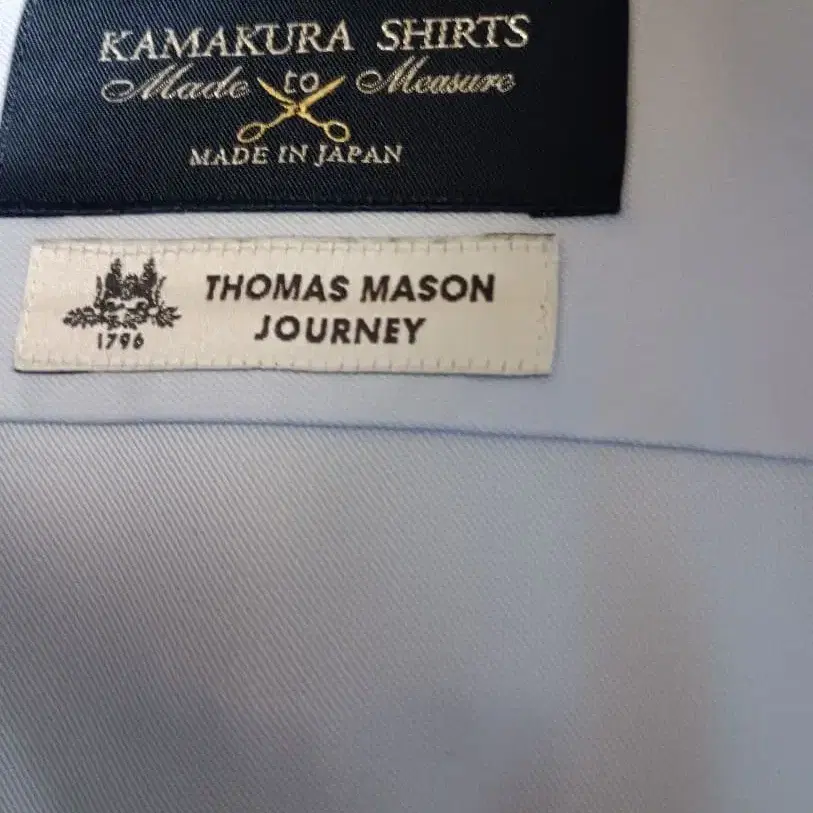 KAMAKURA SHIRTS
Made to Measure
MADE IN JAPAN
THOMAS MASON
JOURNEY
1796